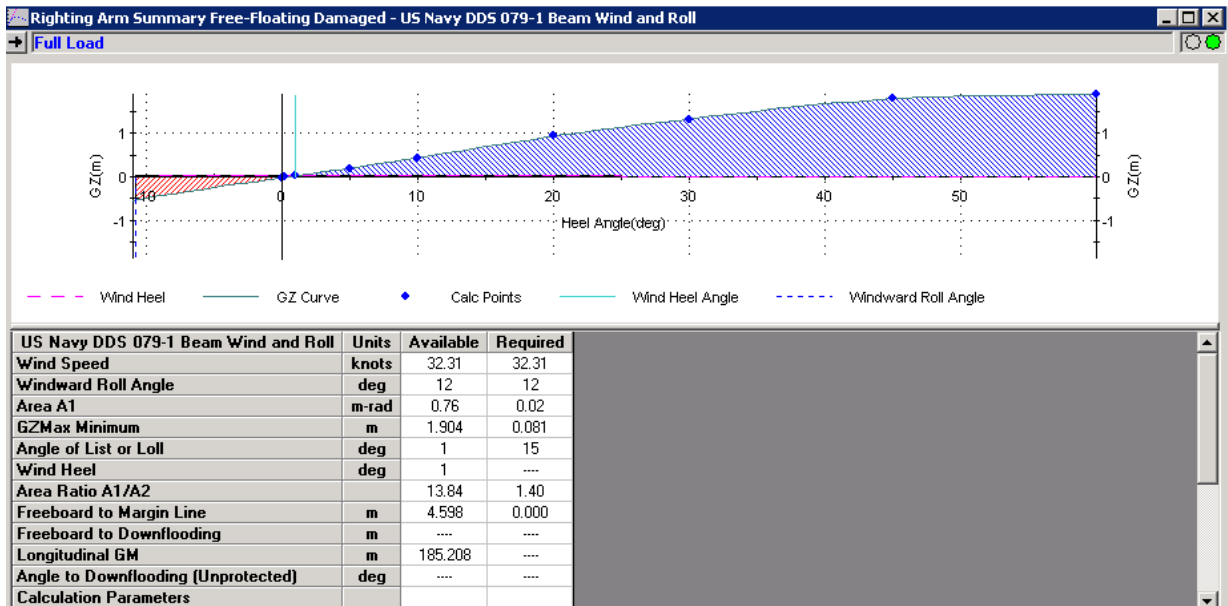 Righting Arm Summary Free-Floating Damaged - US Navy DDS 079-1 Beam Wind and Roll
Full Load
GZ(m)
1
0
-1
-10
0
10
20
30
40
50
Heel Angle(deg)
1
0
-1
GZ(m)
Wind Heel GZ Curve Calc Points Wind Heel Angle Windward Roll Angle
US Navy DDS 079-1 Beam Wind and Roll Units Available Required
Wind Speed knots 32.31 32.31
Windward Roll Angle deg 12 12
Area A1 m-rad 0.76 0.02
GZMax Minimum m 1.904 0.081
Angle of List or Loll deg 1 15
Wind Heel deg 1 ----
Area Ratio A1/A2 13.84 1.40
Freeboard to Margin Line m 4.598 0.000
Freeboard to Downflooding m ---- ----
Longitudinal GM m 185.208 ----
Angle to Downflooding (Unprotected) deg ---- ----
Calculation Parameters